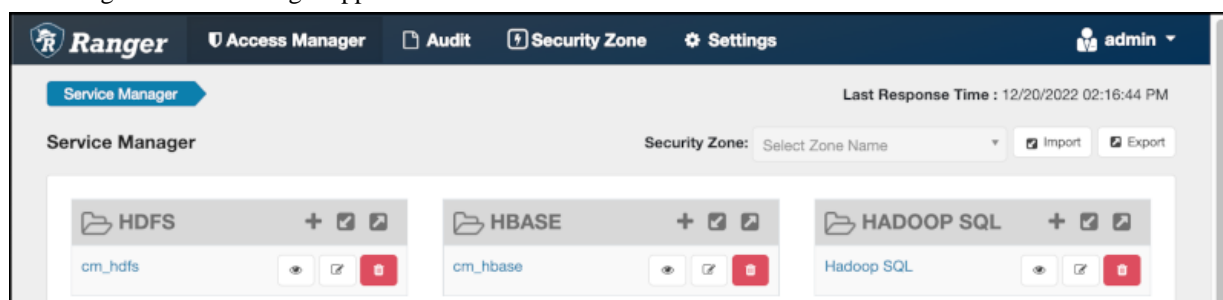 Ranger Access Manager Audit Security Zone Settings admin
Service Manager Last Response Time : 12/20/2022 02:16:44 PM
Service Manager Security Zone: Select Zone Name Import Export
HDFS HBASE HADOOP SQL
cm_hdfs cm_hbase Hadoop SQL